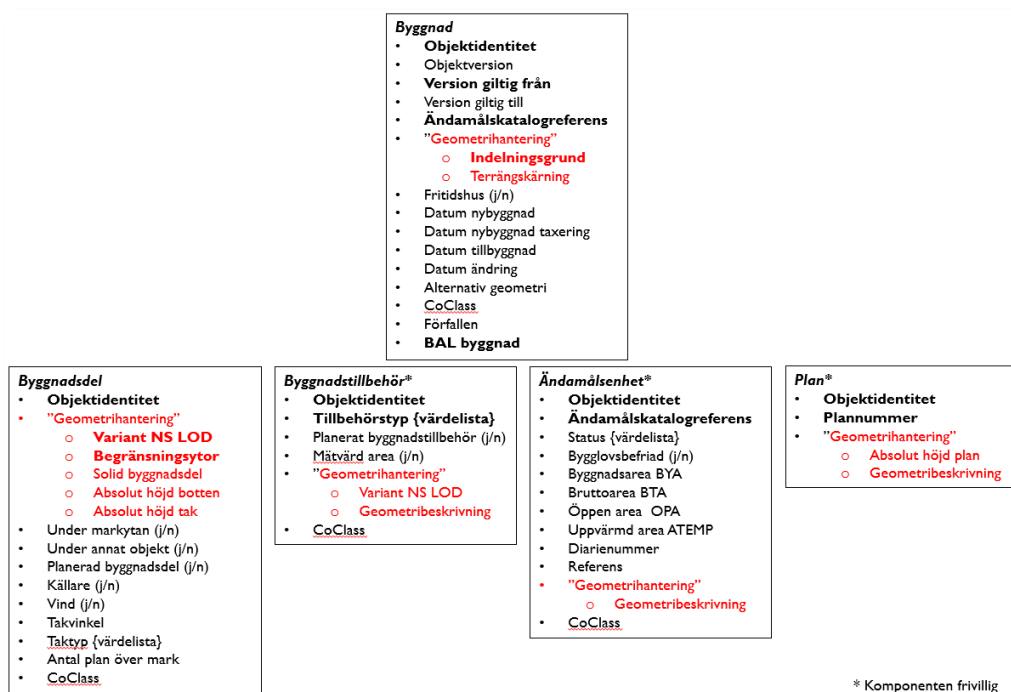 Byggnad
• Objektidentitet
• Objektversion
• Version giltig från
• Version giltig till
• Ändamålskatalogreferens
• ”Geometrihantering”
o Indelningsgrund
o Terrängskärning
• Fritidshus (j/n)
• Datum nybyggnad
• Datum nybyggnad taxering
• Datum tillbyggnad
• Datum ändring
• Alternativ geometri
• CoClass
• Förfallen
• BAL byggnad
Byggnadsdel
• Objektidentitet
• ”Geometrihantering”
o Variant NS LOD
o Begränsningsytor
o Solid byggnadsdel
o Absolut höjd botten
o Absolut höjd tak
• Under markytan (j/n)
• Under annat objekt (j/n)
• Planerad byggnadsdel (j/n)
• Källare (j/n)
• Vind (j/n)
• Takvinkel
• Taktyp {värdelista}
• Antal plan över mark
• CoClass
Byggnadstillbehör*
• Objektidentitet
• Tillbehörstyp {värdelista}
• Planerat byggnadstillbehör (j/n)
• Mätvärd area (j/n)
• ”Geometrihantering”
o Variant NS LOD
o Geometribeskrivning
• CoClass
Ändamålsenhet*
• Objektidentitet
• Ändamålskatalogreferens
• Status {värdelista}
• Bygglovsbefriad (j/n)
• Byggnadsarea BYA
• Bruttoarea BTA
• Öppen area OPA
• Uppvärmd area ATEMP
• Diarienummer
• Referens
• ”Geometrihantering”
o Geometribeskrivning
• CoClass
Plan*
• Objektidentitet
• Plannummer
• ”Geometrihantering”
o Absolut höjd plan
o Geometribeskrivning
* Komponenten frivillig